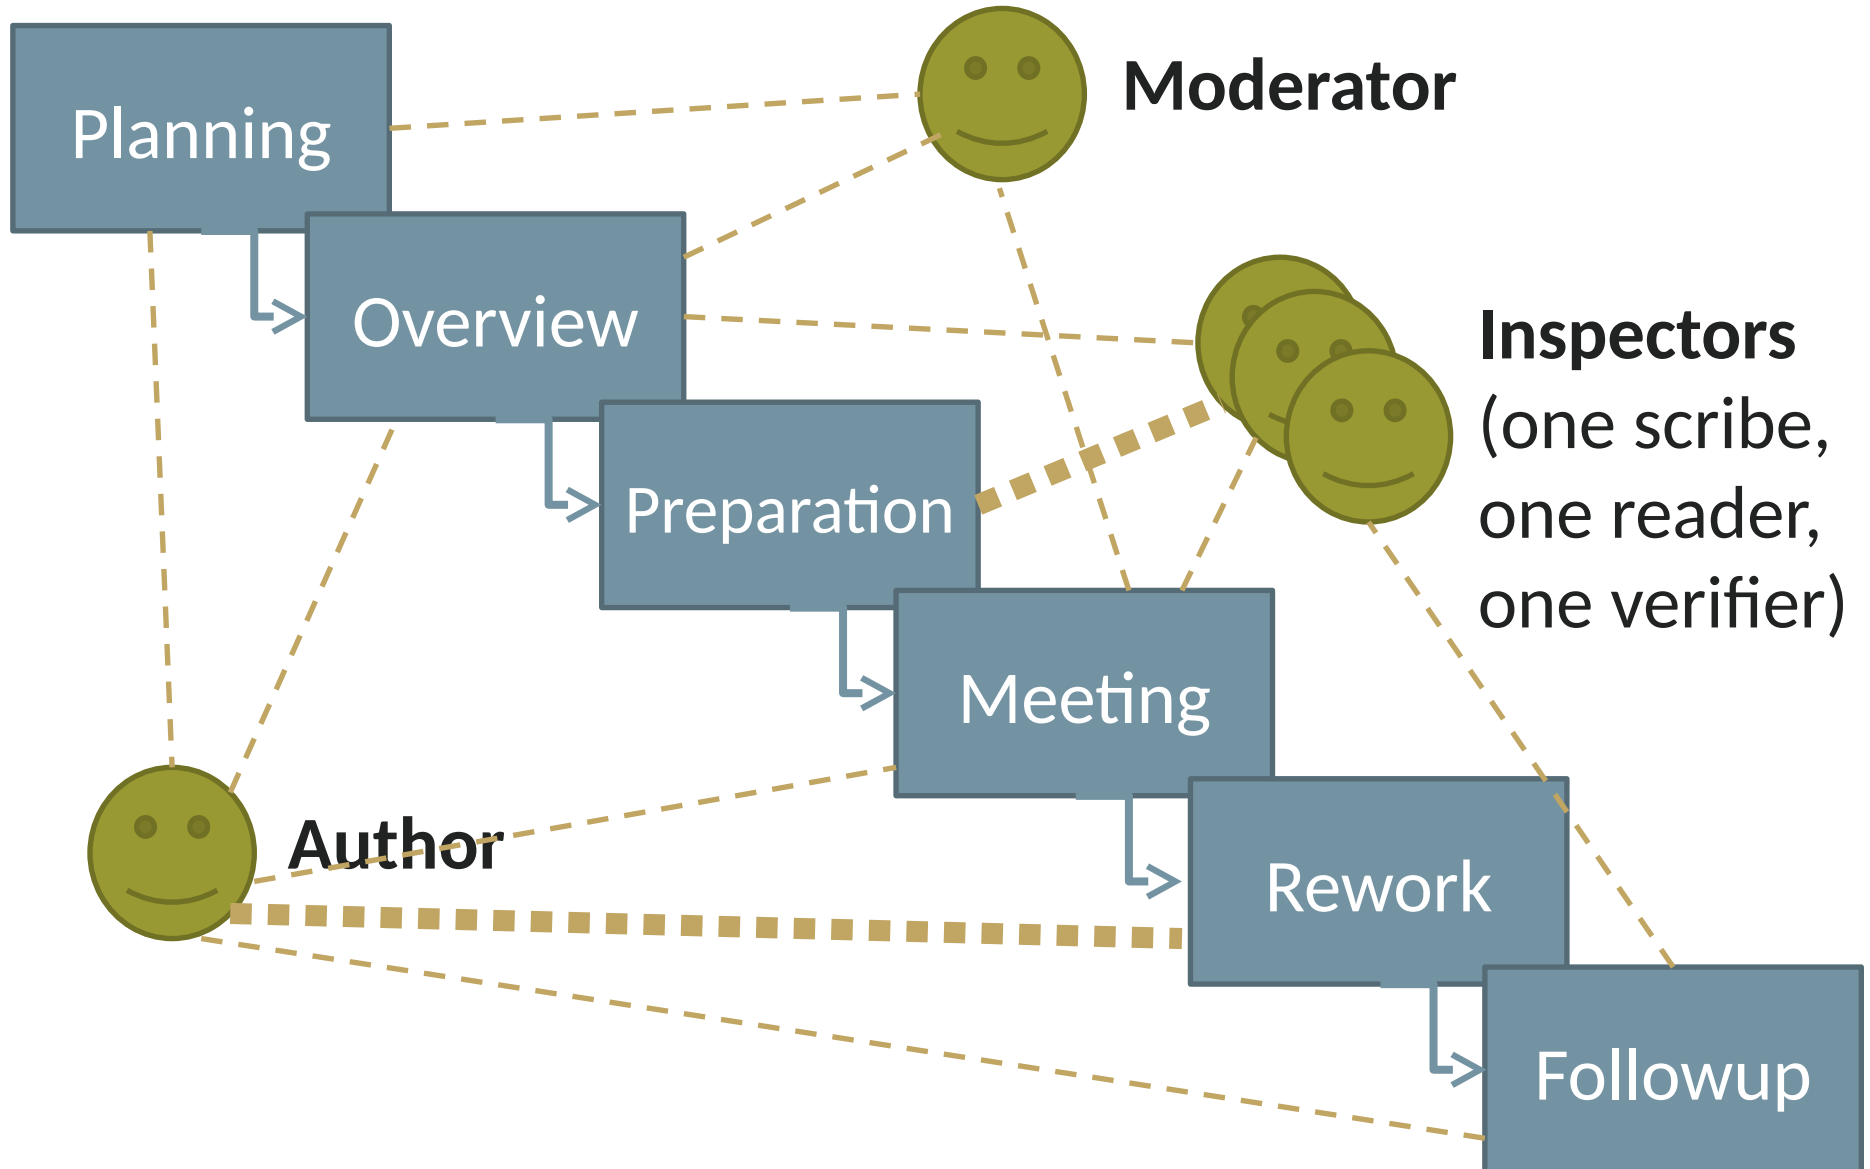 Planning
Moderator
Overview
Inspectors
(one scribe,
one reader,
one verifier)
Preparation
Meeting
Author
Rework
Followup